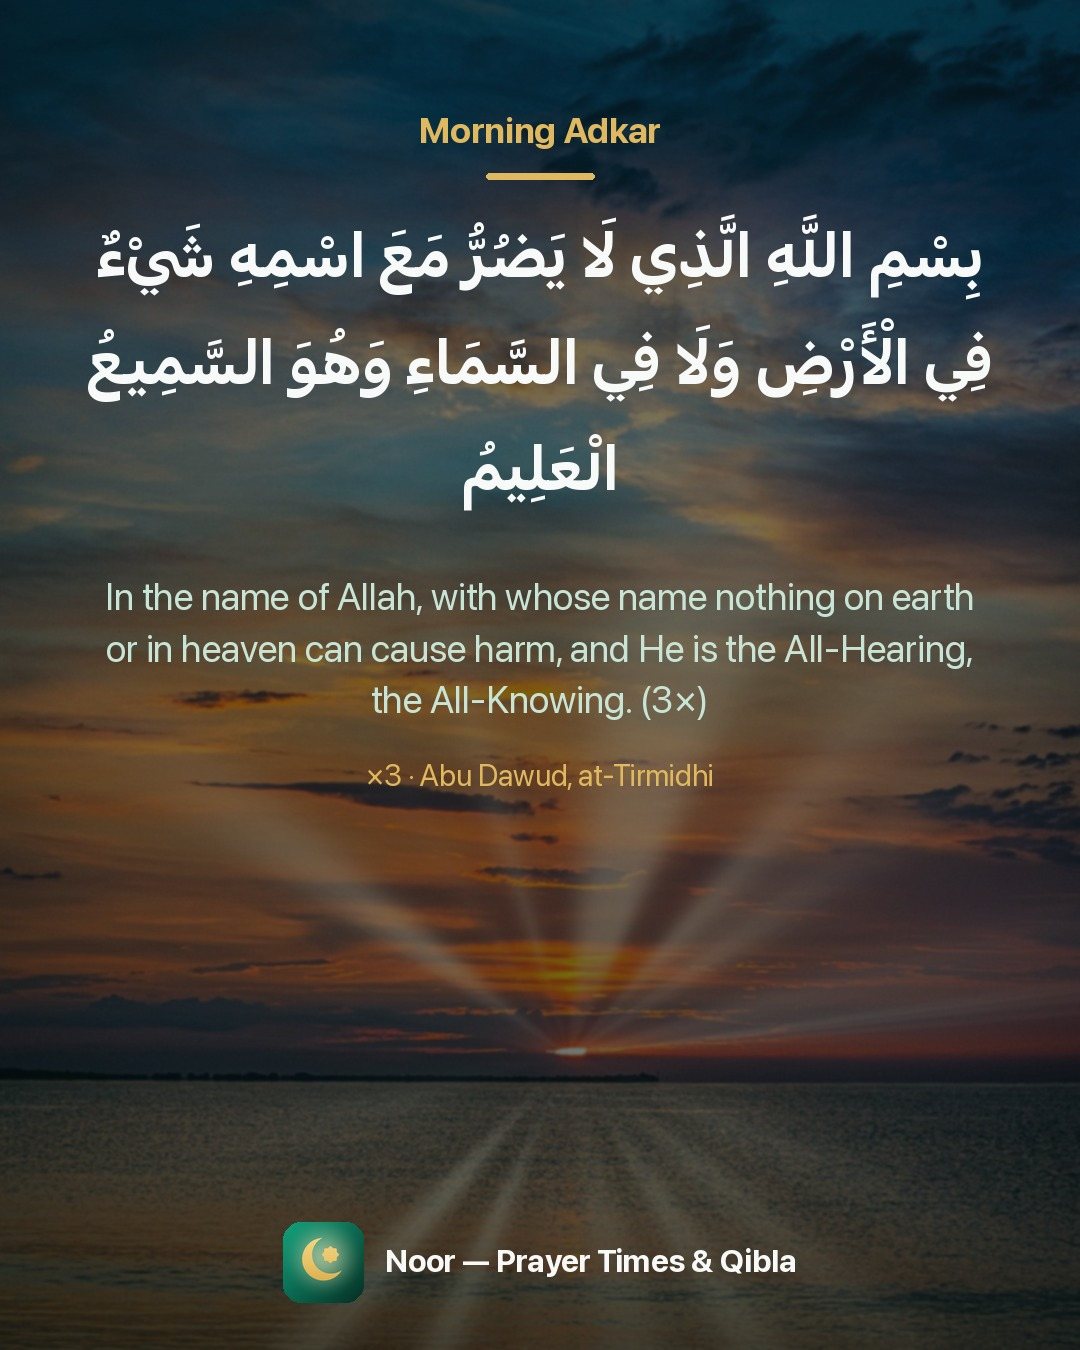 Morning Adkar
بِسْمِ اللَّهِ الَّذِي لَا يَضُرُّ مَعَ اسْمِهِ شَيْءٌ
فِي الْأَرْضِ وَلَا فِي السَّمَاءِ وَهُوَ السَّمِيعُ
الْعَلِيمُ
In the name of Allah, with whose name nothing on earth
or in heaven can cause harm, and He is the All-Hearing,
the All-Knowing. (3×)
×3 · Abu Dawud, at-Tirmidhi
Noor — Prayer Times & Qibla